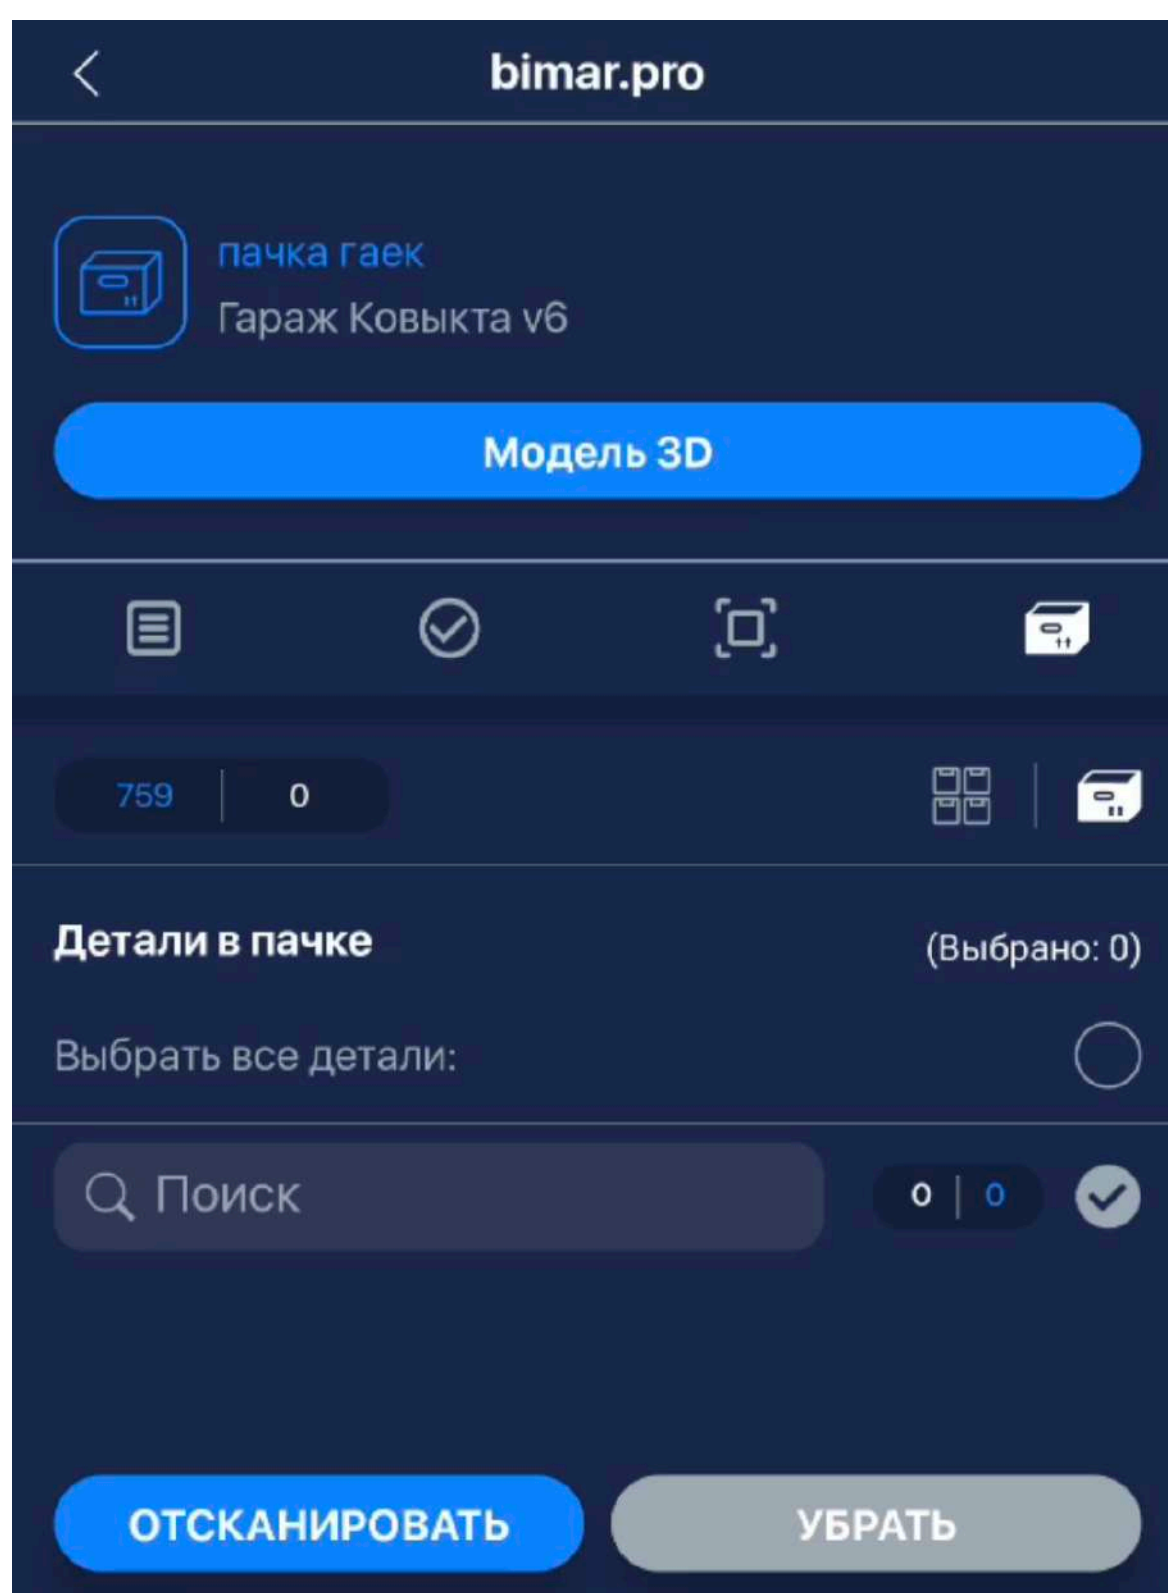 bimar.pro
пачка гаек
Гараж Ковыкта v6
Модель 3D
759 0
Детали в пачке (Выбрано: 0)
Выбрать все детали:
Поиск 0 0
ОТСКАНИРОВАТЬ УБРАТЬ